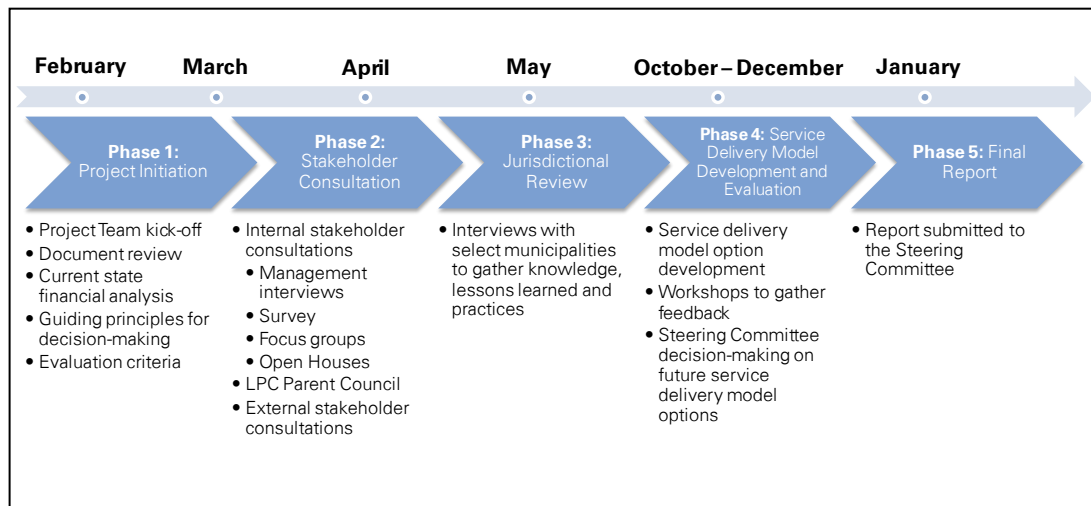 February
March
April
May
October – December
January
Phase 1:
Project Initiation
Phase 2:
Stakeholder
Consultation
Phase 3:
Jurisdictional
Review
Phase 4: Service
Delivery Model
Development and
Evaluation
Phase 5: Final
Report
• Project Team kick-off
• Document review
• Current state
financial analysis
• Guiding principles for
decision-making
• Evaluation criteria
• Internal stakeholder
consultations
• Management
interviews
• Survey
• Focus groups
• Open Houses
• LPC Parent Council
• External stakeholder
consultations
• Interviews with
select municipalities
to gather knowledge,
lessons learned and
practices
• Service delivery
model option
development
• Workshops to gather
feedback
• Steering Committee
decision-making on
future service
delivery model
options
• Report submitted to
the Steering
Committee